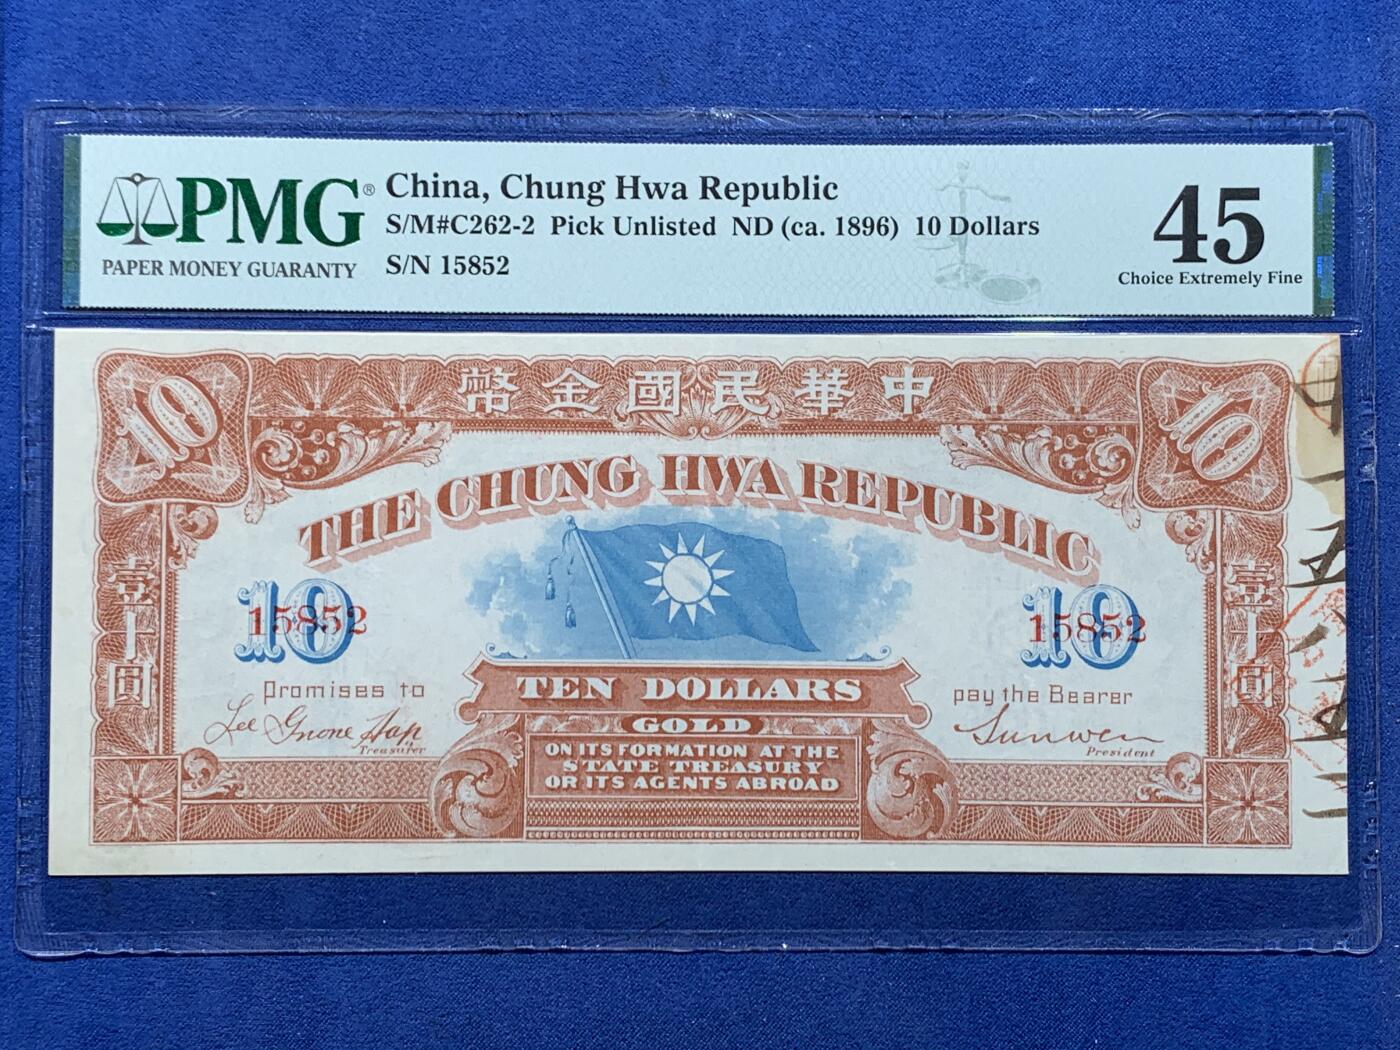 PMG®
PAPER MONEY GUARANTY
China, Chung Hwa Republic
S/M#C262-2 Pick Unlisted ND (ca. 1896) 10 Dollars
S/N 15852
45
Choice Extremely Fine
幣金國民華中
10
10
THE CHUNG HWA REPUBLIC
壹十圓
壹十圓
10
15852
10
15852
Promises to
TEN DOLLARS
pay the Bearer
GOLD
Treasurer
Sunwen
President
ON ITS FORMATION AT THE
STATE TREASURY
OR ITS AGENTS ABROAD